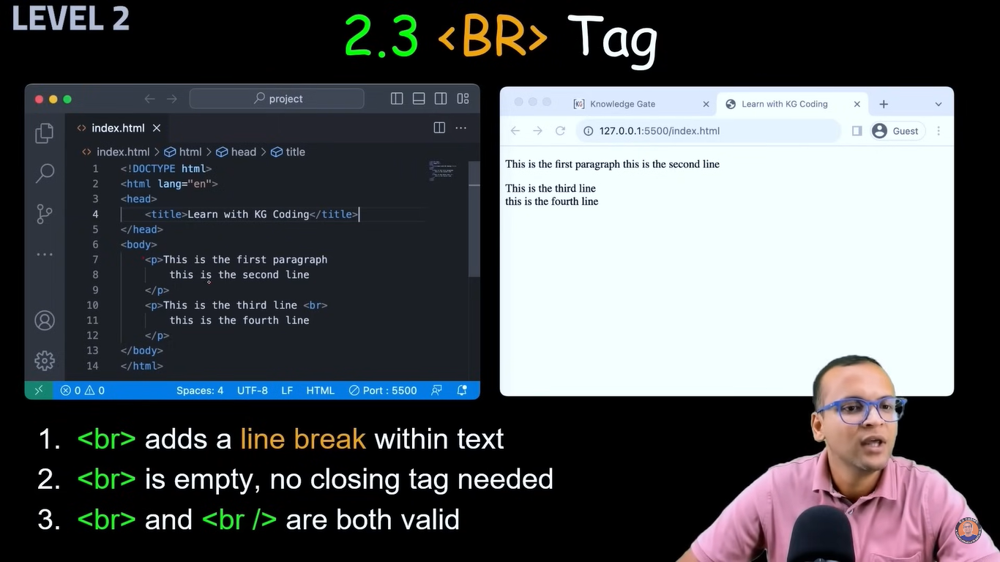 LEVEL 2
2.3 <BR> Tag
project
index.html
index.html > html > head > title
1 <!DOCTYPE html>
2 <html lang="en">
3 <head>
4 <title>Learn with KG Coding</title>
5 </head>
6 <body>
7 <p>This is the first paragraph
8 this is the second line
9 </p>
10 <p>This is the third line <br>
11 this is the fourth line
12 </p>
13 </body>
14 </html>
0 0 Spaces: 4 UTF-8 LF HTML Port : 5500
KG Knowledge Gate Learn with KG Coding
127.0.0.1:5500/index.html Guest
This is the first paragraph this is the second line
This is the third line
this is the fourth line
1. <br> adds a line break within text
2. <br> is empty, no closing tag needed
3. <br> and <br /> are both valid